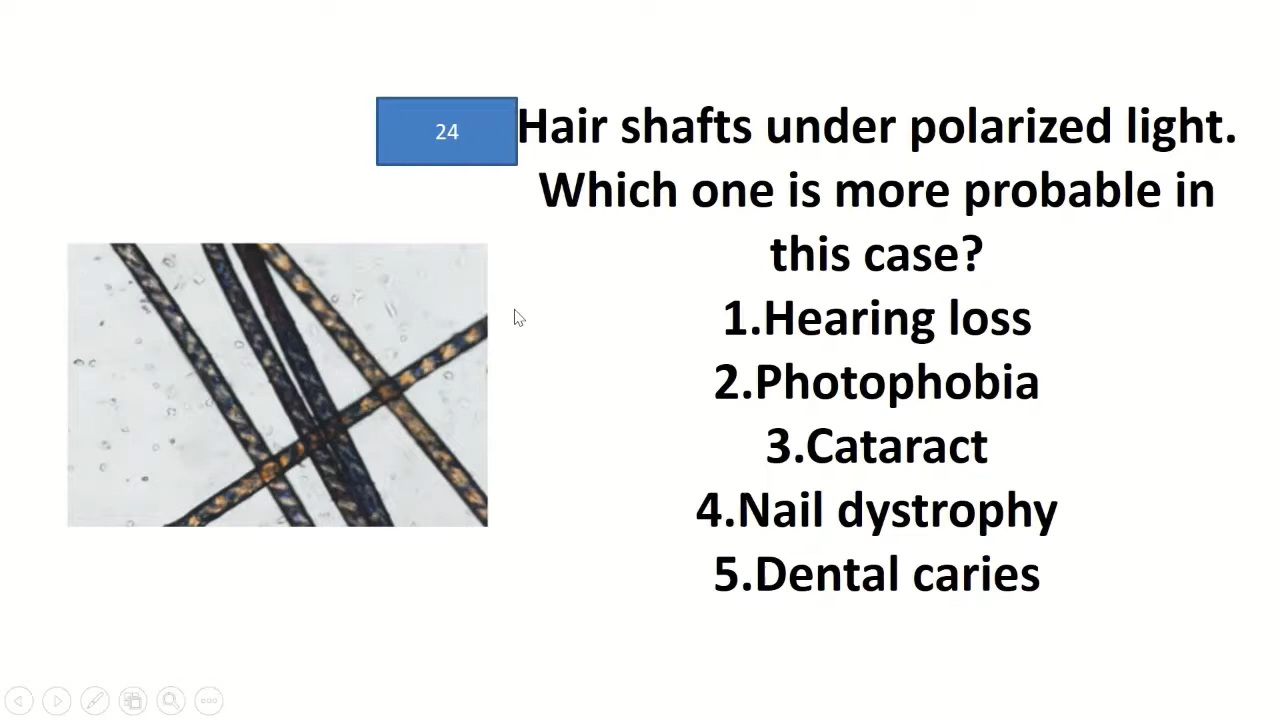 24
Hair shafts under polarized light.
Which one is more probable in
this case?
1.Hearing loss
2.Photophobia
3.Cataract
4.Nail dystrophy
5.Dental caries